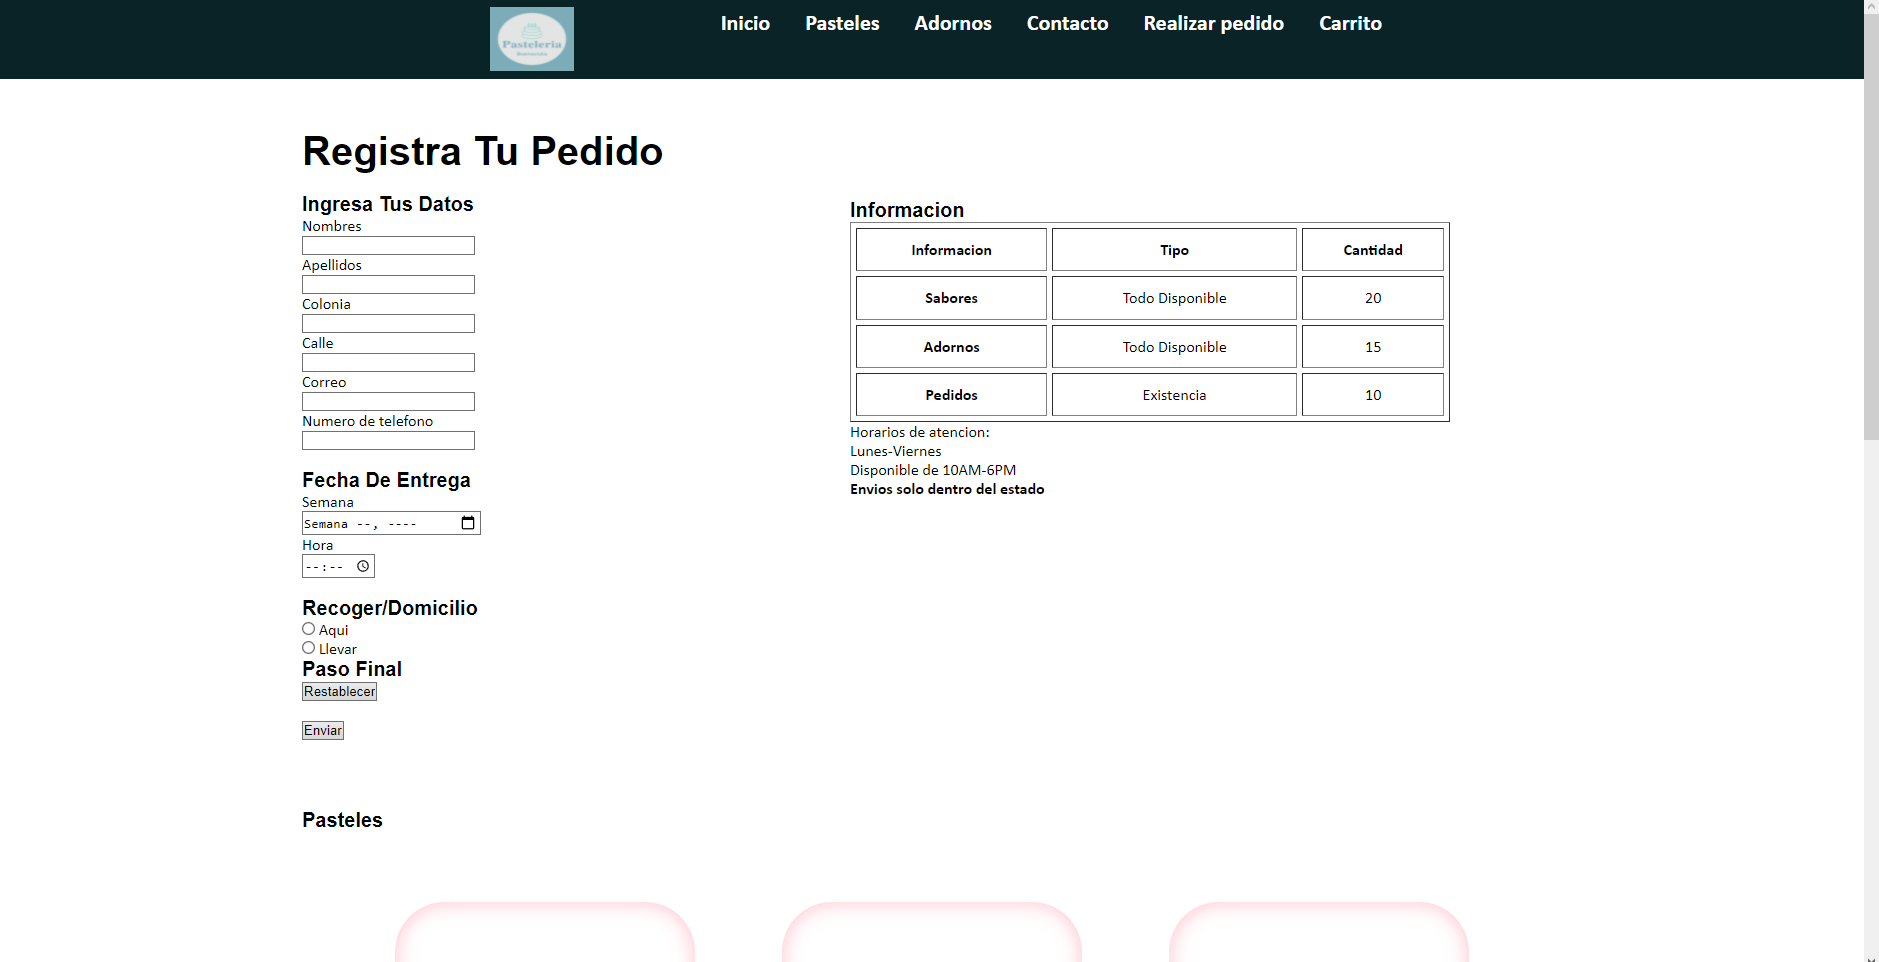 Pasteleria
Inicio Pasteles Adornos Contacto Realizar pedido Carrito
Registra Tu Pedido
Ingresa Tus Datos
Nombres
Apellidos
Colonia
Calle
Correo
Numero de telefono
Fecha De Entrega
Semana
Semana --, ----
Hora
--:--
Recoger/Domicilio
Aqui
Llevar
Paso Final
Restablecer
Enviar
Informacion
Informacion Tipo Cantidad
Sabores Todo Disponible 20
Adornos Todo Disponible 15
Pedidos Existencia 10
Horarios de atencion:
Lunes-Viernes
Disponible de 10AM-6PM
Envios solo dentro del estado
Pasteles